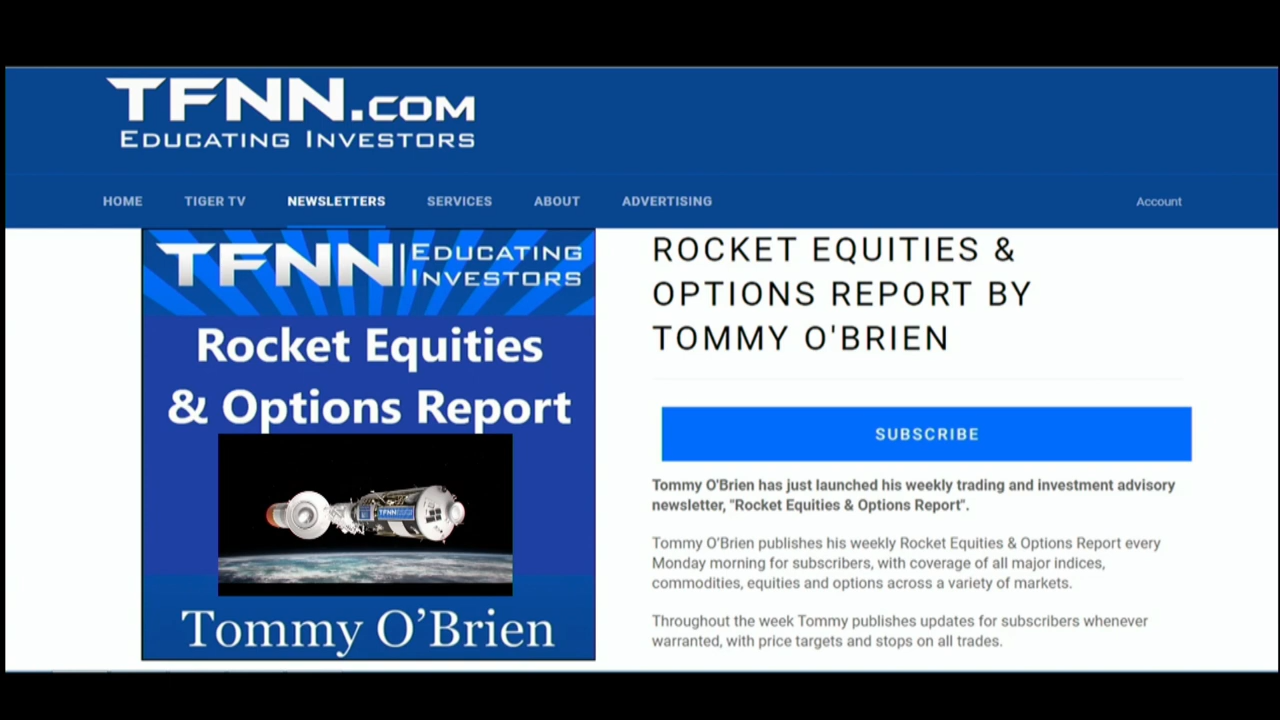 TFNN.COM
EDUCATING INVESTORS
HOME TIGER TV NEWSLETTERS SERVICES ABOUT ADVERTISING Account
TFNN EDUCATING
INVESTORS
Rocket Equities
& Options Report
TFNN
Tommy O’Brien
ROCKET EQUITIES &
OPTIONS REPORT BY
TOMMY O'BRIEN
SUBSCRIBE
Tommy O'Brien has just launched his weekly trading and investment advisory
newsletter, "Rocket Equities & Options Report".
Tommy O'Brien publishes his weekly Rocket Equities & Options Report every
Monday morning for subscribers, with coverage of all major indices,
commodities, equities and options across a variety of markets.
Throughout the week Tommy publishes updates for subscribers whenever
warranted, with price targets and stops on all trades.